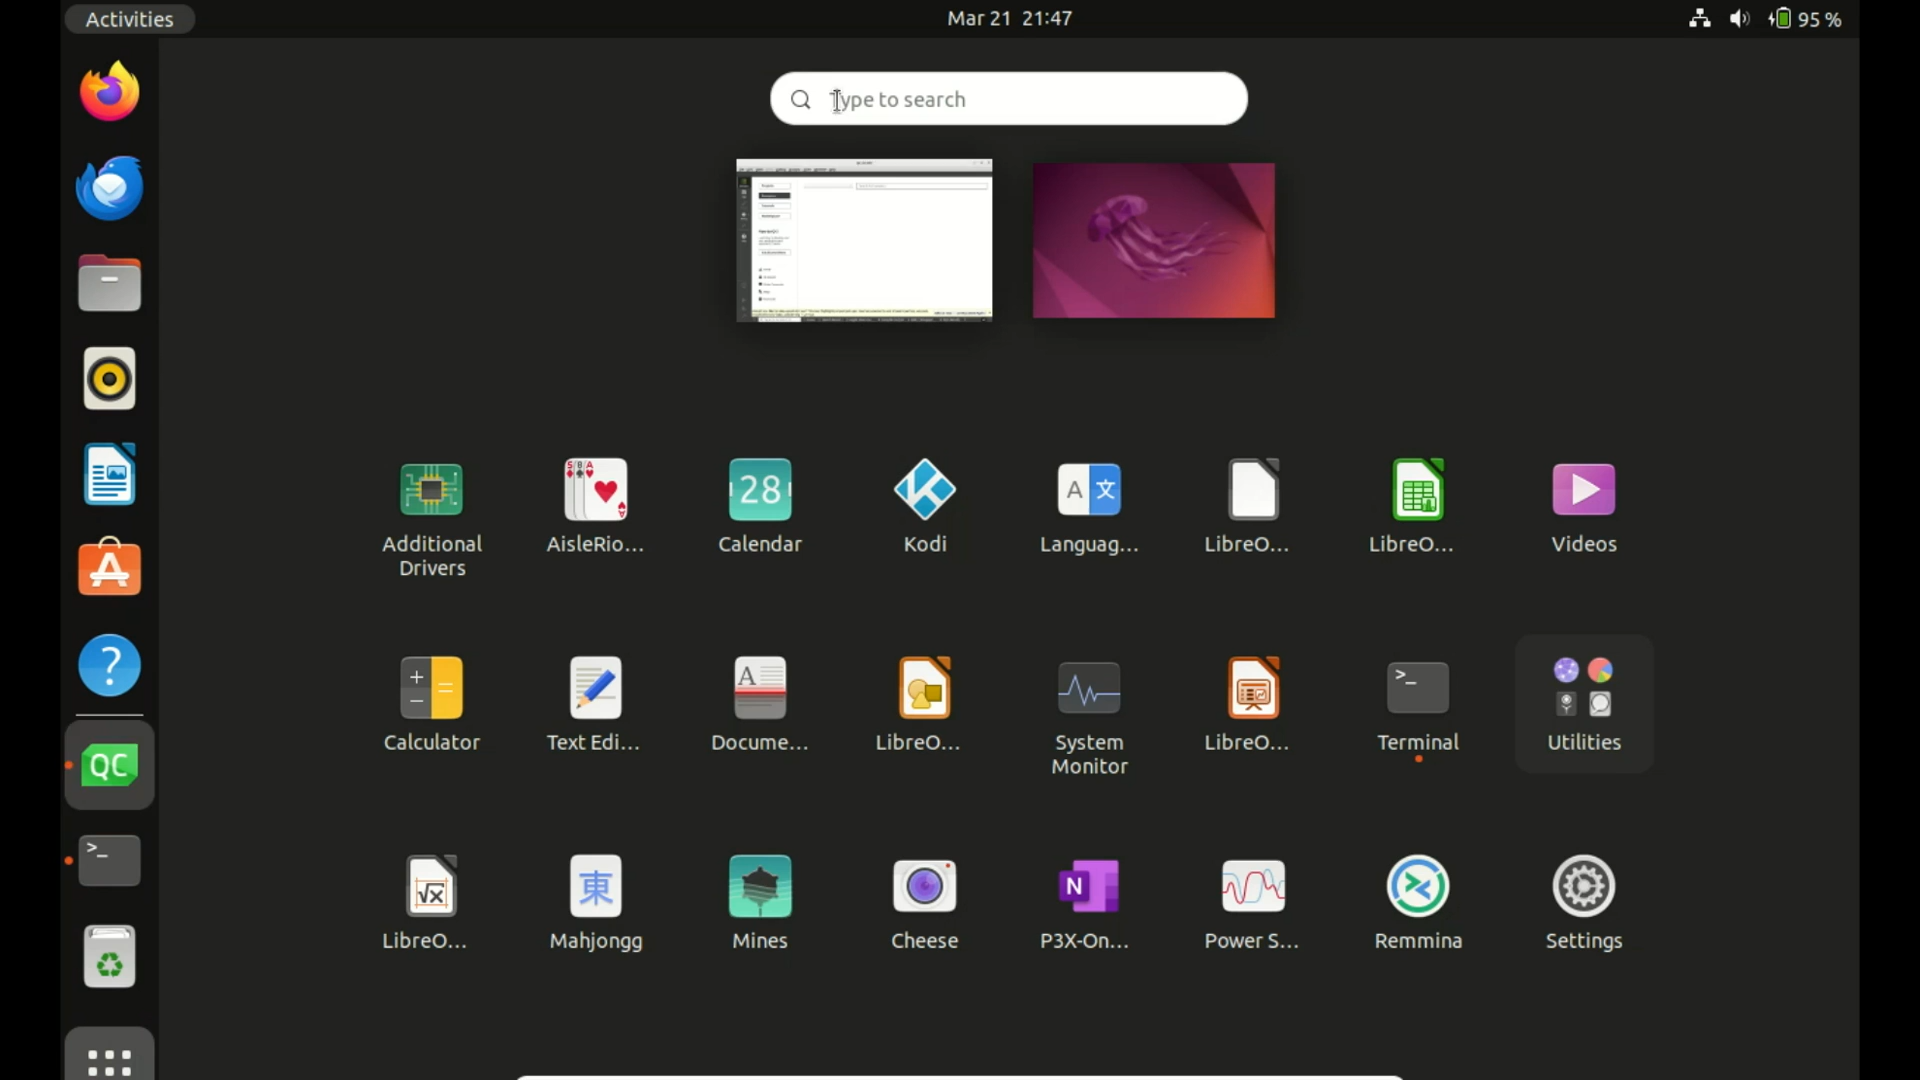 Activities
Mar 21 21:47
95 %
Type to search
28
Additional
Drivers
AisleRio...
Calendar
Kodi
Languag...
LibreO...
LibreO...
Videos
Calculator
Text Edi...
Docume...
LibreO...
System
Monitor
LibreO...
Terminal
Utilities
QC
LibreO...
Mahjongg
Mines
Cheese
P3X-On...
Power S...
Remmina
Settings